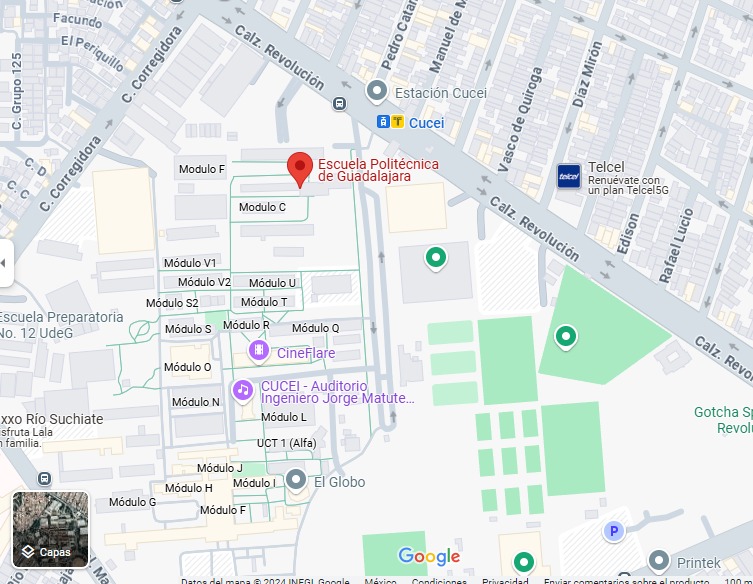 Facundo
El Periquillo
C. Corregidora
C. Grupo 125
C. D
C. C.
C. Corregidora
Calz. Revolución
Pedro Catar
Manuel de M
Estación Cucei
Cucei
Vasco de Quiroga
Díaz Mirón
telcel
Telcel
Renuévate con
un plan Telcel5G
Modulo F
Escuela Politécnica
de Guadalajara
Modulo C
Calz. Revolución
Edison
Rafael Lucio
Módulo V1
Módulo V2
Módulo U
Módulo S2
Módulo T
Escuela Preparatoria
No. 12 UdeG
Módulo S
Módulo R
Módulo Q
CineFlare
Módulo O
CUCEI - Auditorio
Ingeniero Jorge Matute...
Módulo N
Módulo L
Calz. Revolu
xxo Río Suchiate
sfruta Lala
n familia.
UCT 1 (Alfa)
Gotcha Sp
Revolu
Módulo J
Módulo I
El Globo
Módulo H
Módulo G
Módulo F
Capas
P
Google
Printek
Datos del mapa © 2024 INEGI, Google
México
Condiciones
Privacidad
Enviar comentarios sobre el producto
100 m